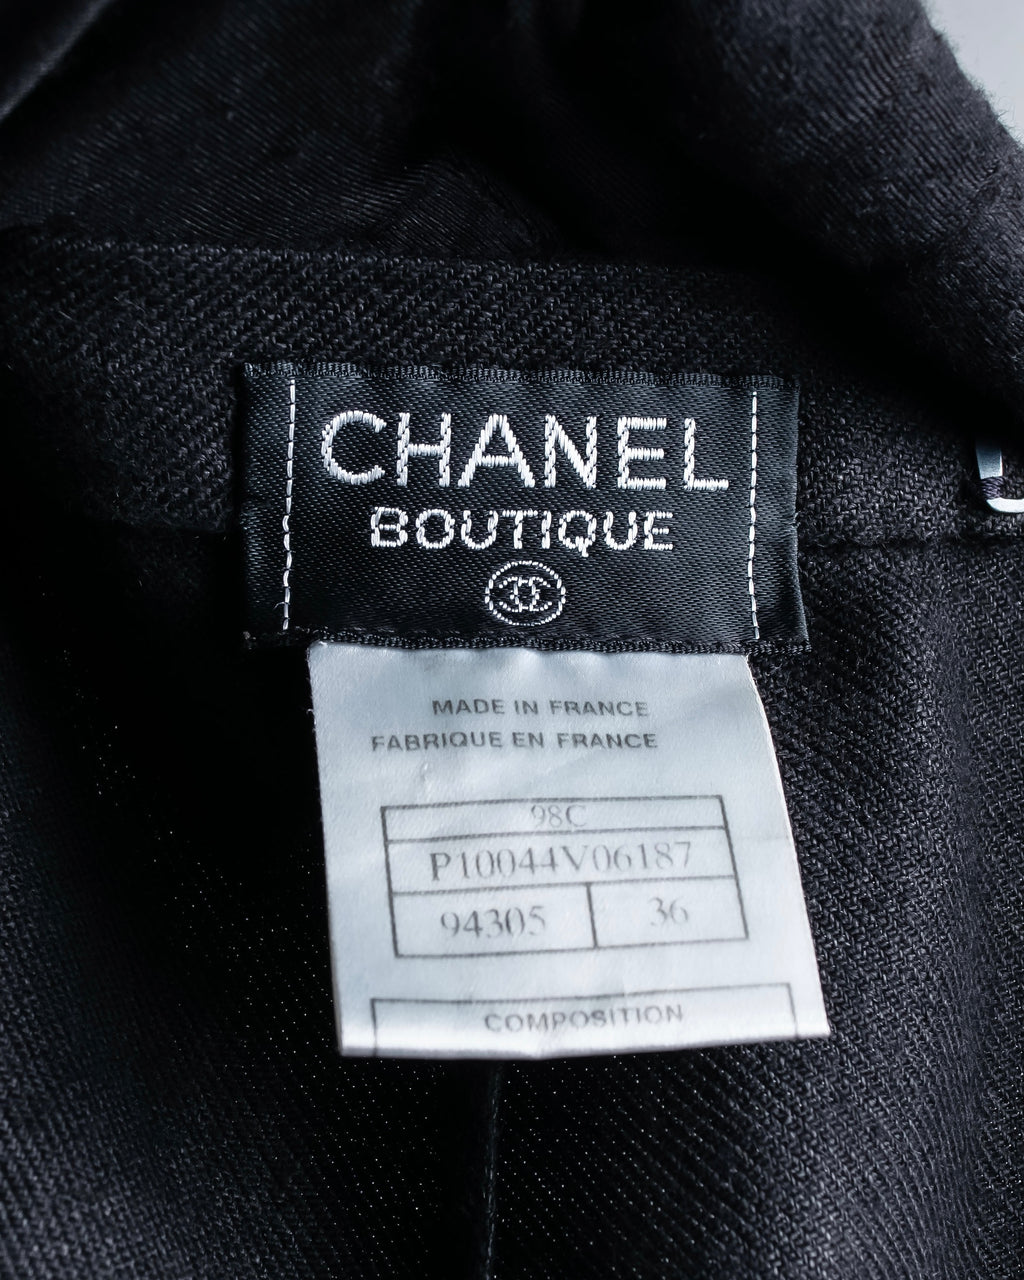 CHANEL
BOUTIQUE
MADE IN FRANCE
FABRIQUE EN FRANCE
98C
P10044V06187
94305 36
COMPOSITION